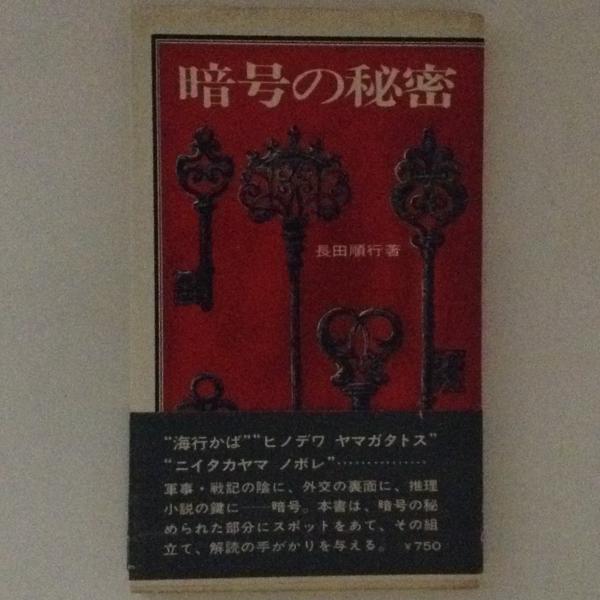 暗号の秘密
長田順行著
“海行かば”“ヒノデワ ヤマガタトス”
“ニイタカヤマ ノボレ”……………
軍事・戦記の陰に、外交の裏面に、推理
小説の鍵に──暗号。本書は、暗号の秘
められた部分にスポットをあて、その組
立て、解読の手がかりを与える。 ￥750